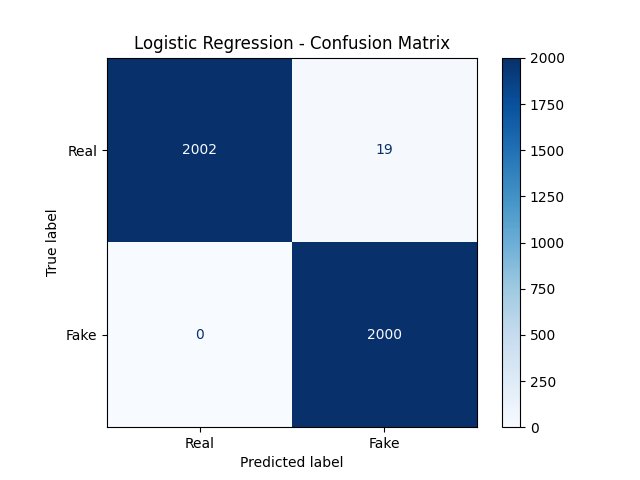 Logistic Regression - Confusion Matrix
2002 19
0 2000
Real
Fake
True label
Real Fake
Predicted label
2000
1750
1500
1250
1000
750
500
250
0